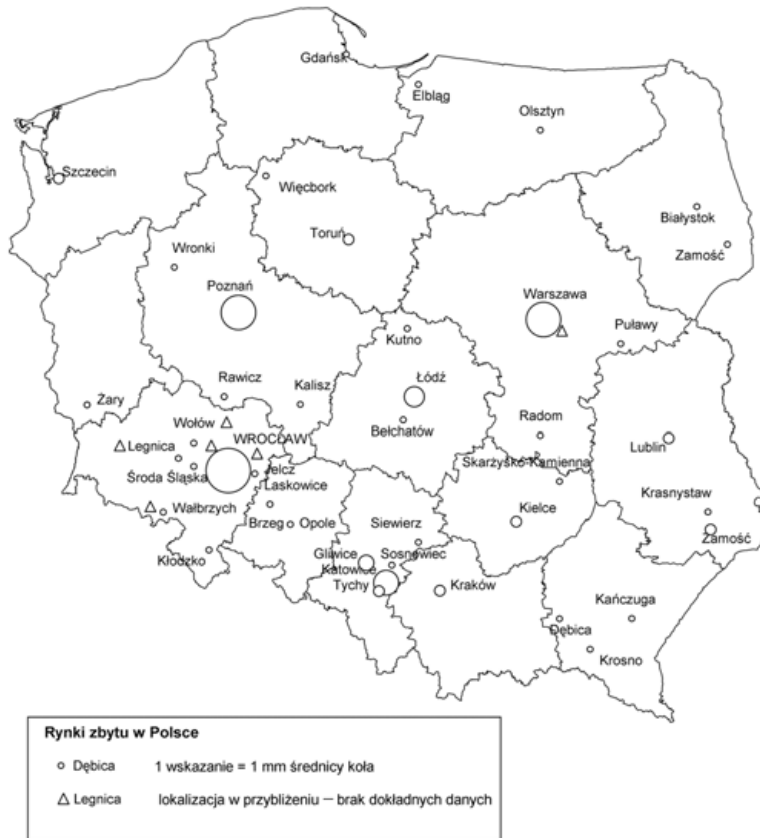 Gdańsk
Elbląg
Olsztyn
Szczecin
Więcbork
Białystok
Toruń
Zamość
Wronki
Poznań
Warszawa
Kutno
Puławy
Łódź
Rawicz
Kalisz
Żary
Bełchatów
Radom
Wołów
Legnica
WROCŁAW
Lublin
Skarżyśko-Kamienna
Środa Śląska
Jelcz
Laskowice
Wałbrzych
Krasnystaw
Kielce
Siewierz
Brzeg
Opole
Zamość
Kłodzko
Gliwice
Sosnewiec
Katowice
Tychy
Kraków
Kańczuga
Dębica
Krosno
Rynki zbytu w Polsce
Dębica 1 wskazanie = 1 mm średnicy koła
Legnica lokalizacja w przybliżeniu – brak dokładnych danych